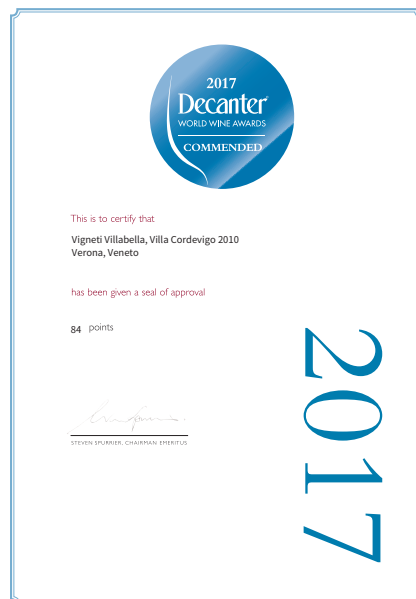 2017
Decanter
WORLD WINE AWARDS
COMMENDED
This is to certify that
Vigneti Villabella, Villa Cordevigo 2010
Verona, Veneto
has been given a seal of approval
84 points
STEVEN SPURRIER, CHAIRMAN EMERITUS
2017